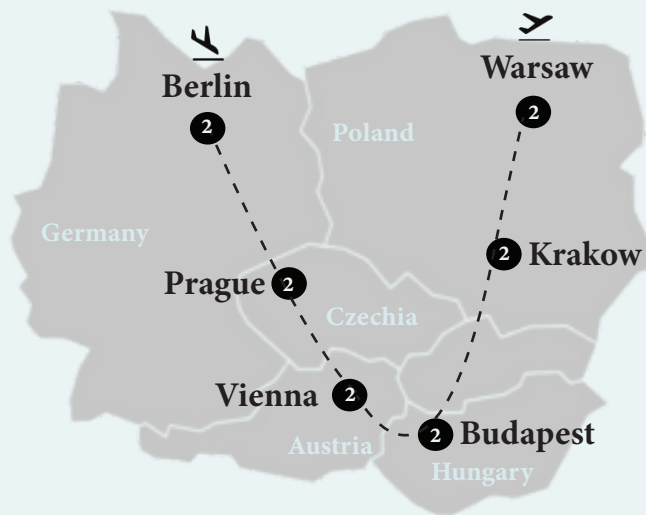 Warsaw
Berlin
2
2
Poland
Germany
2
Krakow
Prague
2
Czechia
Vienna
2
2
Budapest
Austria
Hungary